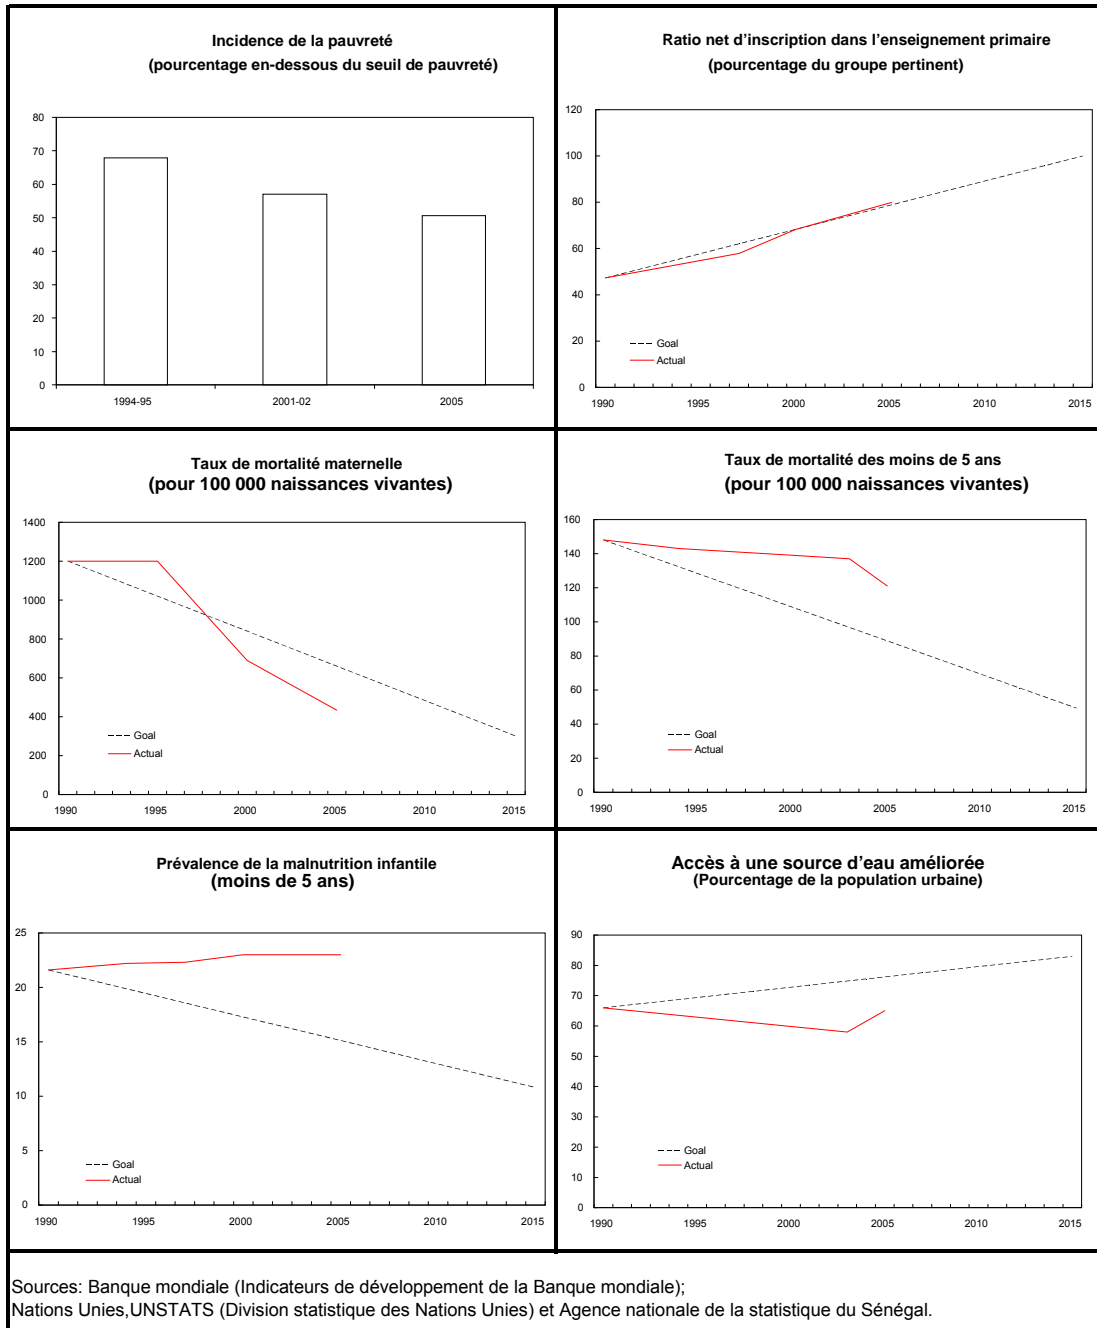 Incidence de la pauvreté
(pourcentage en-dessous du seuil de pauvreté)
80
70
60
50
40
30
20
10
0
1994-95 2001-02 2005
Ratio net d'inscription dans l'enseignement primaire
(pourcentage du groupe pertinent)
120
100
80
60
40
20
0
Goal
Actual
1990 1995 2000 2005 2010 2015
Taux de mortalité maternelle
(pour 100 000 naissances vivantes)
1400
1200
1000
800
600
400
200
0
Goal
Actual
1990 1995 2000 2005 2010 2015
Taux de mortalité des moins de 5 ans
(pour 100 000 naissances vivantes)
160
140
120
100
80
60
40
20
0
Goal
Actual
1990 1995 2000 2005 2010 2015
Prévalence de la malnutrition infantile
(moins de 5 ans)
25
20
15
10
5
0
Goal
Actual
1990 1995 2000 2005 2010 2015
Accès à une source d'eau améliorée
(Pourcentage de la population urbaine)
90
80
70
60
50
40
30
20
10
0
Goal
Actual
1990 1995 2000 2005 2010 2015
Sources: Banque mondiale (Indicateurs de développement de la Banque mondiale);
Nations Unies,UNSTATS (Division statistique des Nations Unies) et Agence nationale de la statistique du Sénégal.